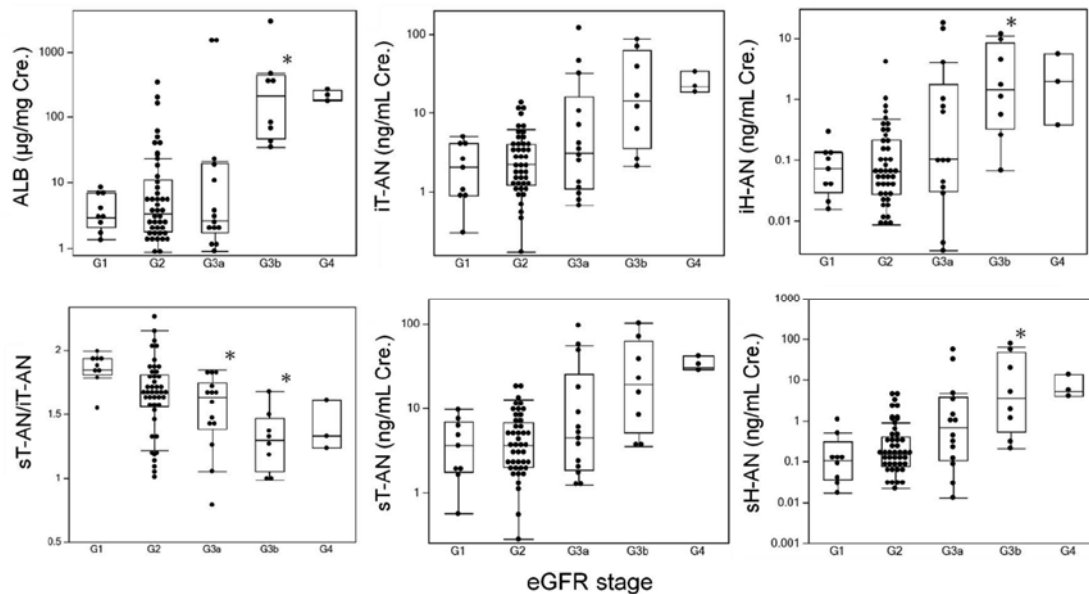 ALB (µg/mg Cre.)
1000
100
10
1
G1 G2 G3a G3b G4
*
iT-AN (ng/mL Cre.)
100
10
1
G1 G2 G3a G3b G4
iH-AN (ng/mL Cre.)
10
1
0.1
0.01
G1 G2 G3a G3b G4
*
sT-AN/iT-AN
2
1.5
1
0.5
G1 G2 G3a G3b G4
* *
sT-AN (ng/mL Cre.)
100
10
1
G1 G2 G3a G3b G4
sH-AN (ng/mL Cre.)
1000
100
10
1
0.1
0.01
0.001
G1 G2 G3a G3b G4
*
eGFR stage